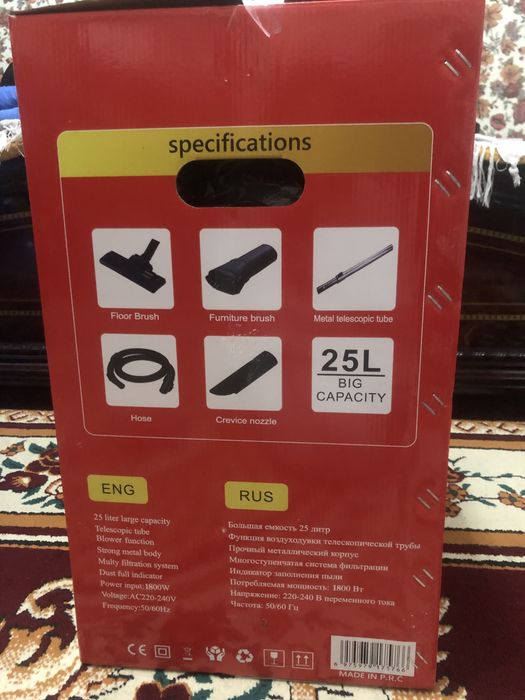 specifications
Floor Brush
Furniture brush
Metal telescopic tube
Hose
Crevice nozzle
25L
BIG
CAPACITY
ENG
25 liter large capacity
Telescopic tube
Blower function
Strong metal body
Multy filtration system
Dust full indicator
Power input:1800W
Voltage:AC220-240V
Frequency:50/60Hz
RUS
Большая емкость 25 литр
Функция воздуходувки телескопической трубы
Прочный металлический корпус
Многоступенчатая система фильтрации
Индикатор заполнения пыли
Потребляемая мощность: 1800 Вт
Напряжение: 220-240 В переменного тока
Частота: 50/60 Гц
CE
MADE IN P.R.C